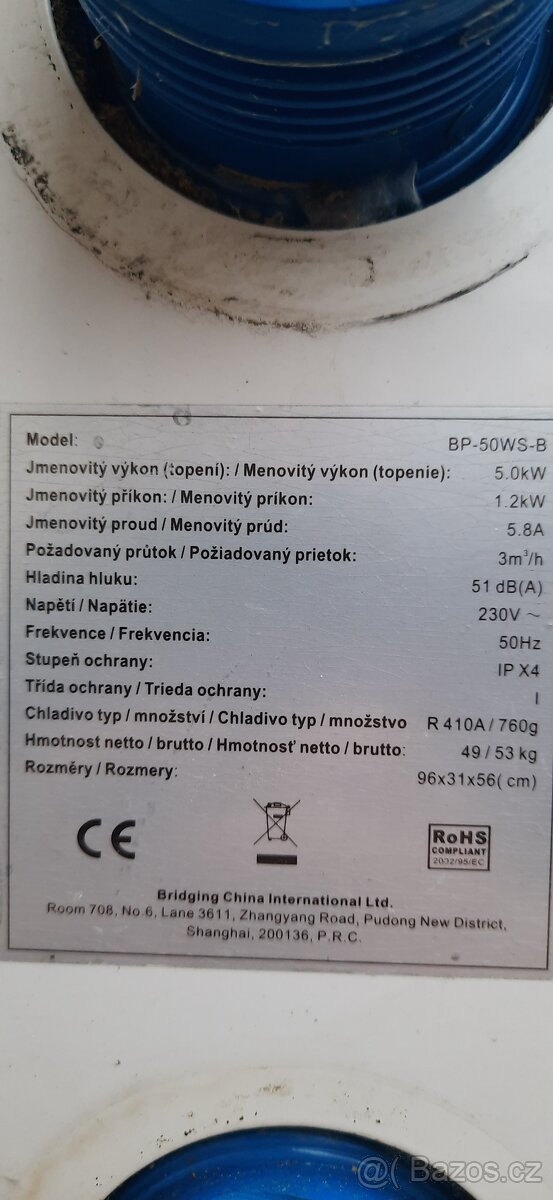 Model: BP-50WS-B
Jmenovitý výkon (topení): / Menovitý výkon (topenie): 5.0kW
Jmenovitý příkon: / Menovitý príkon: 1.2kW
Jmenovitý proud / Menovitý prúd: 5.8A
Požadovaný průtok / Požiadovaný prietok: 3m³/h
Hladina hluku: 51 dB(A)
Napětí / Napätie: 230V ~
Frekvence / Frekvencia: 50Hz
Stupeň ochrany: IP X4
Třída ochrany / Trieda ochrany: I
Chladivo typ / množství / Chladivo typ / množstvo R 410A / 760g
Hmotnost netto / brutto / Hmotnosť netto / brutto: 49 / 53 kg
Rozměry / Rozmery: 96x31x56( cm)
CE
RoHS
COMPLIANT
2002/95/EC
Bridging China International Ltd.
Room 708, No.6, Lane 3611, Zhangyang Road, Pudong New District,
Shanghai, 200136, P.R.C.
@ Bazos.cz